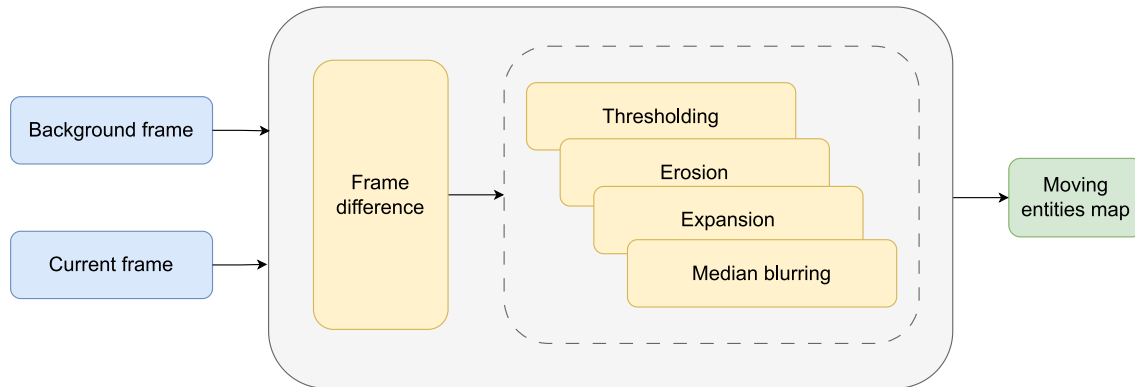 Background frame
Current frame
Frame
difference
Thresholding
Erosion
Expansion
Median blurring
Moving
entities map